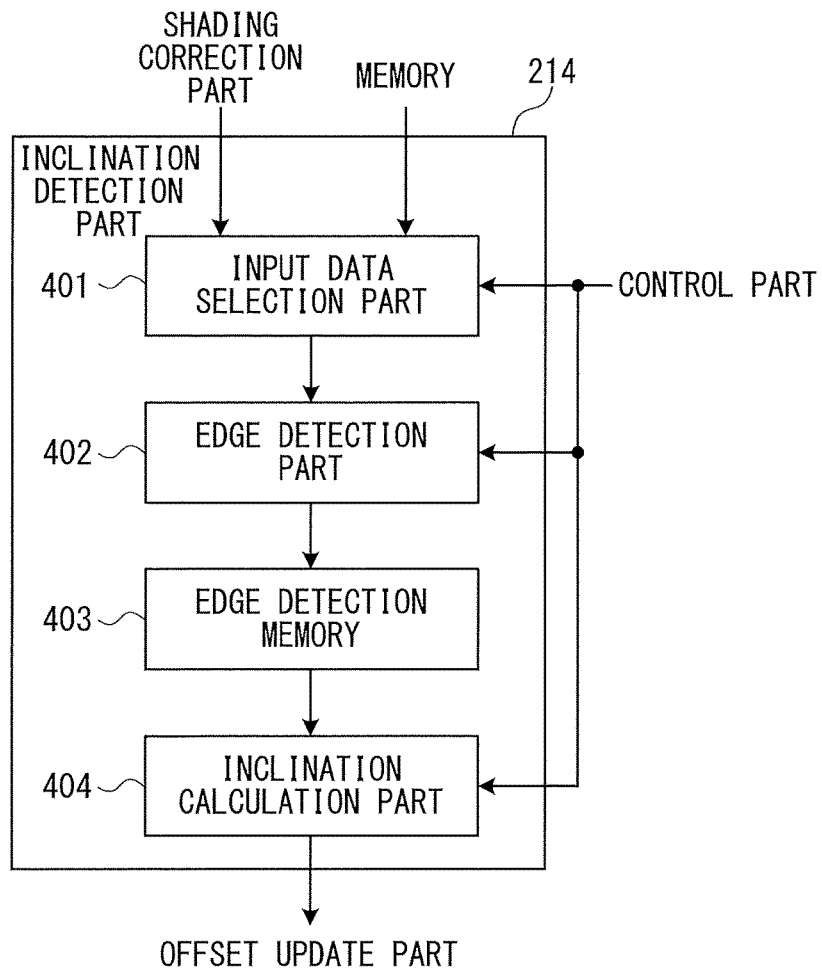 SHADING
CORRECTION
PART
MEMORY
214
INCLINATION
DETECTION
PART
401
INPUT DATA
SELECTION PART
CONTROL PART
402
EDGE DETECTION
PART
403
EDGE DETECTION
MEMORY
404
INCLINATION
CALCULATION PART
OFFSET UPDATE PART